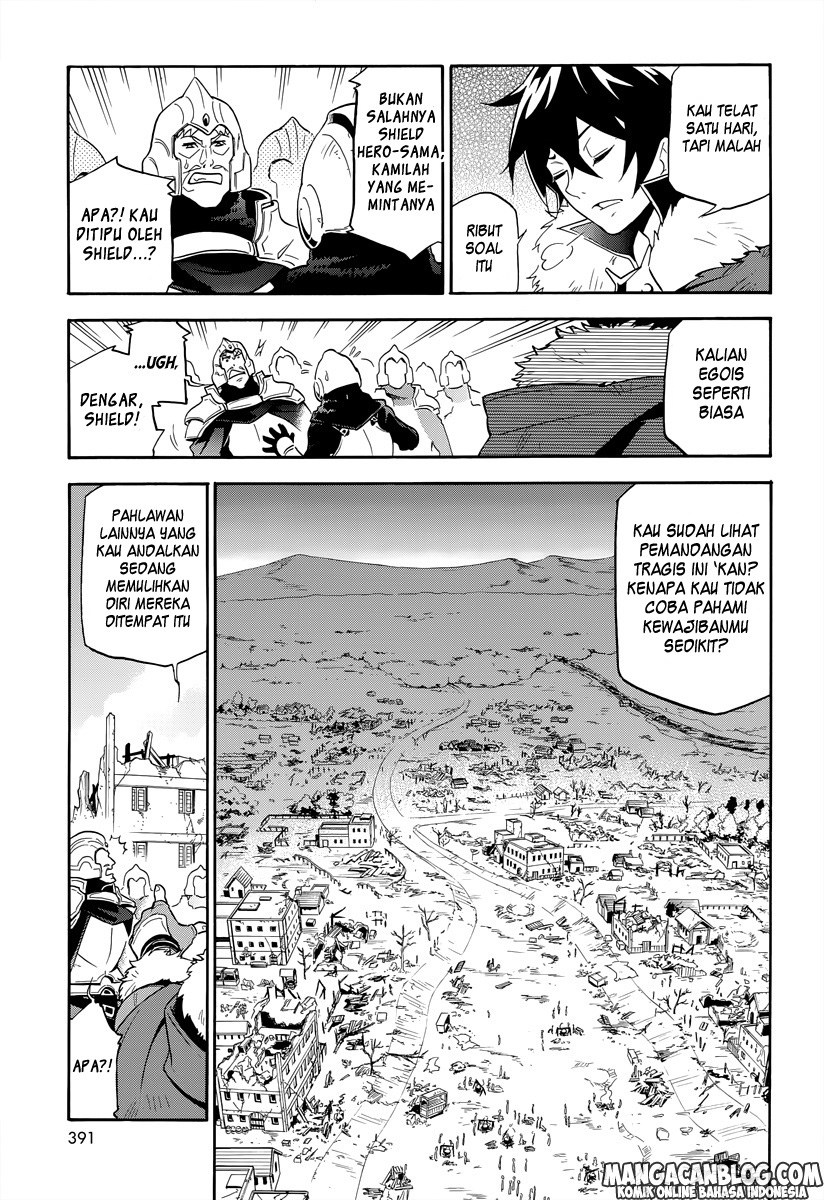 KAU TELAT
SATU HARI,
TAPI MALAH
RIBUT
SOAL
ITU
BUKAN
SALAHNYA
SHIELD
HERO-SAMA,
KAMILAH
YANG ME-
MINTANYA
APA?! KAU
DITIPU OLEH
SHIELD...?
KALIAN
EGOIS
SEPERTI
BIASA
...UGH,
DENGAR,
SHIELD!
KAU SUDAH LIHAT
PEMANDANGAN
TRAGIS INI 'KAN?
KENAPA KAU TIDAK
COBA PAHAMI
KEWAJIBANMU
SEDIKIT?
PAHLAWAN
LAINNYA YANG
KAU ANDALKAN
SEDANG
MEMULIHKAN
DIRI MEREKA
DITEMPAT ITU
APA?!
391
MANGACANBLOG.COM
KOMIK ONLINE BAHASA INDONESIA